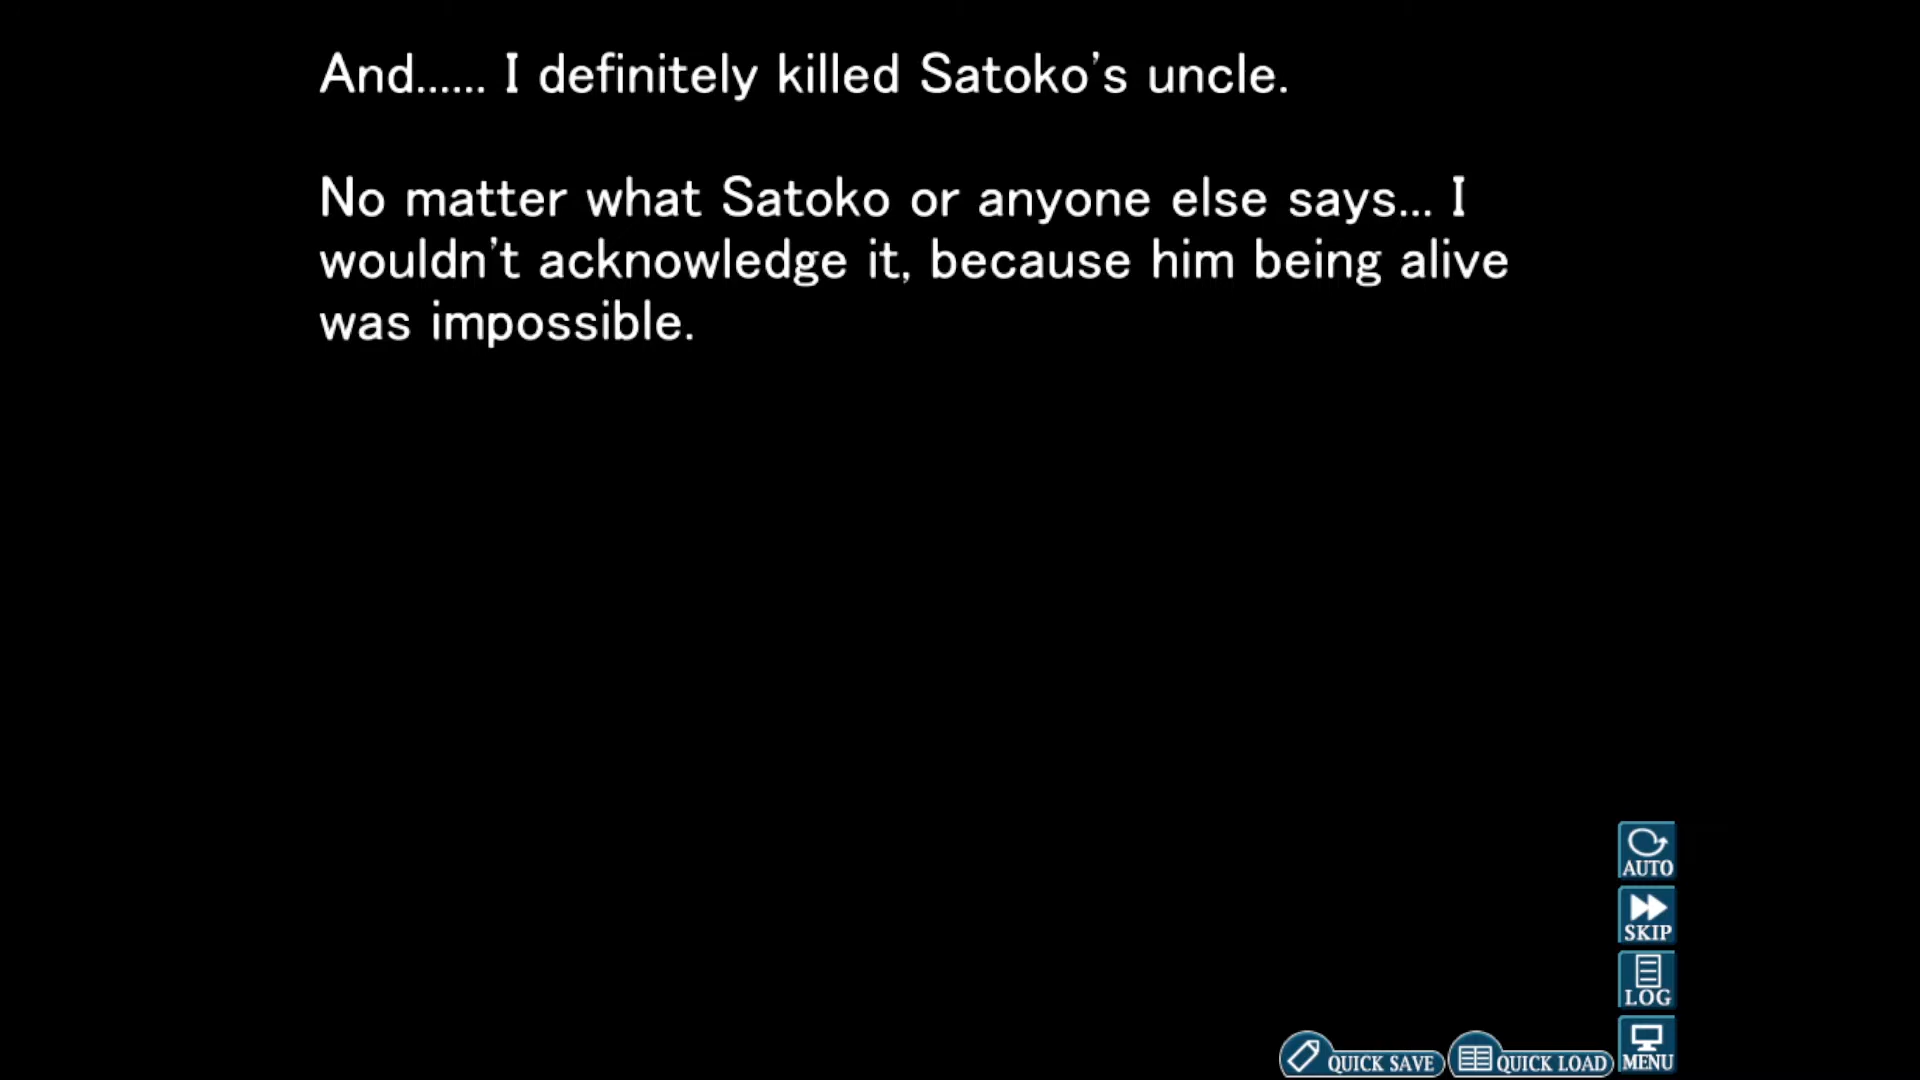 And...... I definitely killed Satoko's uncle.
No matter what Satoko or anyone else says... I
wouldn't acknowledge it, because him being alive
was impossible.
AUTO
SKIP
LOG
MENU
QUICK SAVE
QUICK LOAD